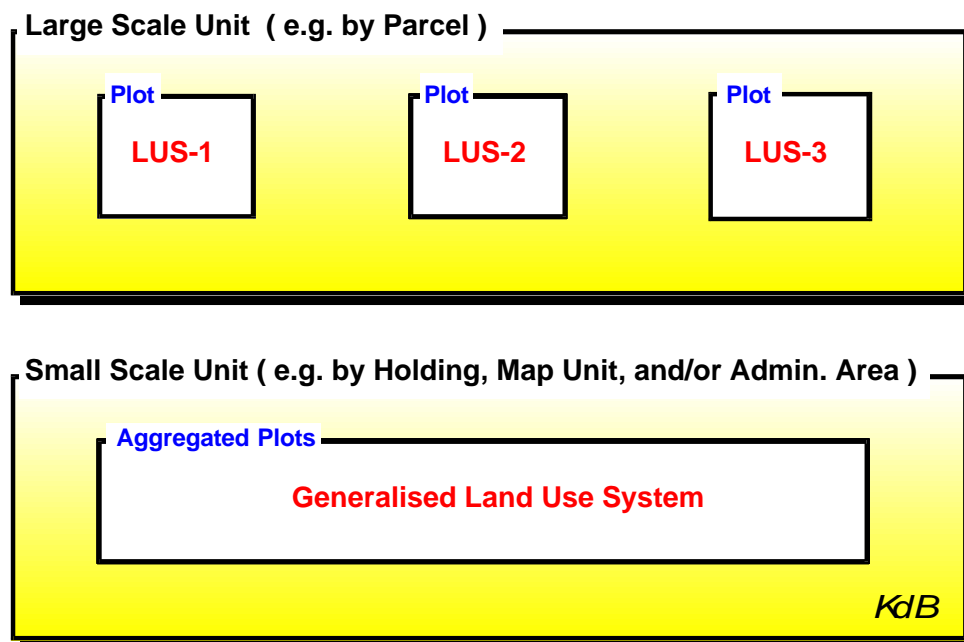 Large Scale Unit ( e.g. by Parcel )
Plot Plot Plot
LUS-1 LUS-2 LUS-3
Small Scale Unit ( e.g. by Holding, Map Unit, and/or Admin. Area )
Aggregated Plots
Generalised Land Use System
KdB